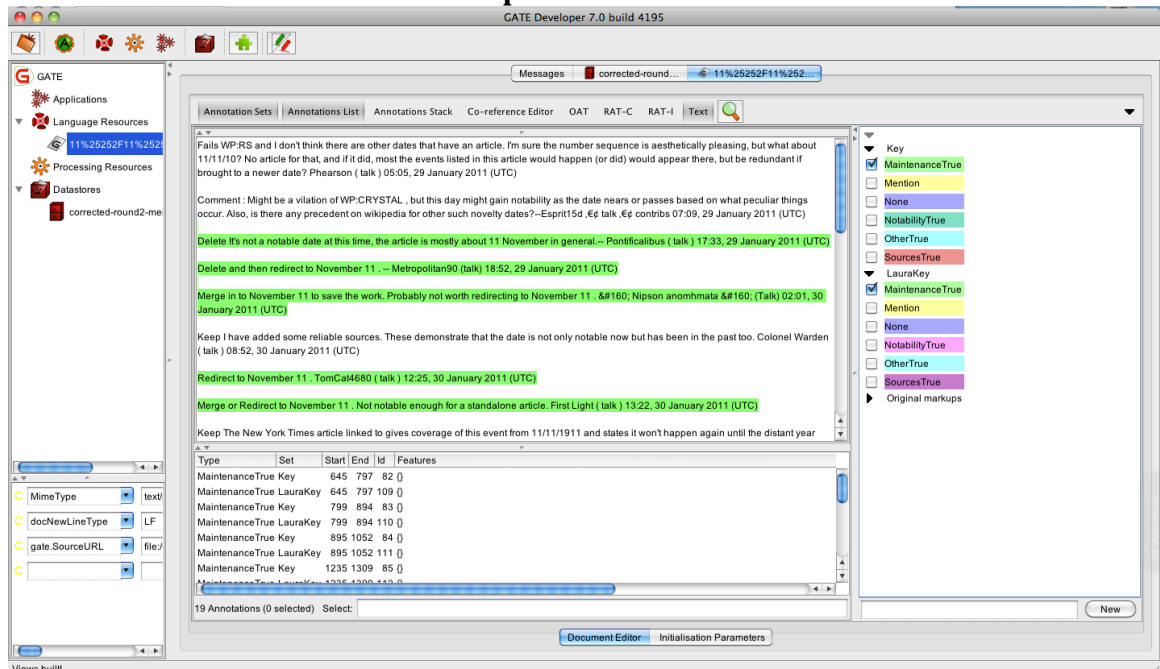 GATE Developer 7.0 build 4195
GATE
Applications
Language Resources
11%25252F11%2525
Processing Resources
Datastores
corrected-round2-me
Messages
corrected-round...
11%25252F11%252...
Annotation Sets Annotations List Annotations Stack Co-reference Editor OAT RAT-C RAT-I Text
Fails WP:RS and I don't think there are other dates that have an article. I'm sure the number sequence is aesthetically pleasing, but what about
11/11/10? No article for that, and if it did, most the events listed in this article would happen (or did) would appear there, but be redundant if
brought to a newer date? Phearson ( talk ) 05:05, 29 January 2011 (UTC)
Comment : Might be a vilation of WP:CRYSTAL , but this day might gain notability as the date nears or passes based on what peculiar things
occur. Also, is there any precedent on wikipedia for other such novelty dates?--Esprit15d ‚Ä¢ talk ‚Ä¢ contribs 07:09, 29 January 2011 (UTC)
Delete It's not a notable date at this time, the article is mostly about 11 November in general.-- Pontificalibus ( talk ) 17:33, 29 January 2011 (UTC)
Delete and then redirect to November 11 . -- Metropolitan90 (talk) 18:52, 29 January 2011 (UTC)
Merge in to November 11 to save the work. Probably not worth redirecting to November 11 . &#160; Nipson anomhmata &#160; (Talk) 02:01, 30
January 2011 (UTC)
Keep I have added some reliable sources. These demonstrate that the date is not only notable now but has been in the past too. Colonel Warden
( talk ) 08:52, 30 January 2011 (UTC)
Redirect to November 11 . TomCat4680 ( talk ) 12:25, 30 January 2011 (UTC)
Merge or Redirect to November 11 . Not notable enough for a standalone article. First Light ( talk ) 13:22, 30 January 2011 (UTC)
Keep The New York Times article linked to gives coverage of this event from 11/11/1911 and states it won't happen again until the distant year
Key
MaintenanceTrue
Mention
None
NotabilityTrue
OtherTrue
SourcesTrue
LauraKey
MaintenanceTrue
Mention
None
NotabilityTrue
OtherTrue
SourcesTrue
Original markups
Type Set Start End Id Features
MaintenanceTrue Key 645 797 82 {}
MaintenanceTrue LauraKey 645 797 109 {}
MaintenanceTrue Key 799 894 83 {}
MaintenanceTrue LauraKey 799 894 110 {}
MaintenanceTrue Key 895 1052 84 {}
MaintenanceTrue LauraKey 895 1052 111 {}
MaintenanceTrue Key 1235 1309 85 {}
MaintenanceTrue LauraKey 1235 1309 112 {}
C MimeType text/
C docNewLineType LF
C gate.SourceURL file:/
C
19 Annotations (0 selected) Select:
New
Document Editor Initialisation Parameters
Views built!